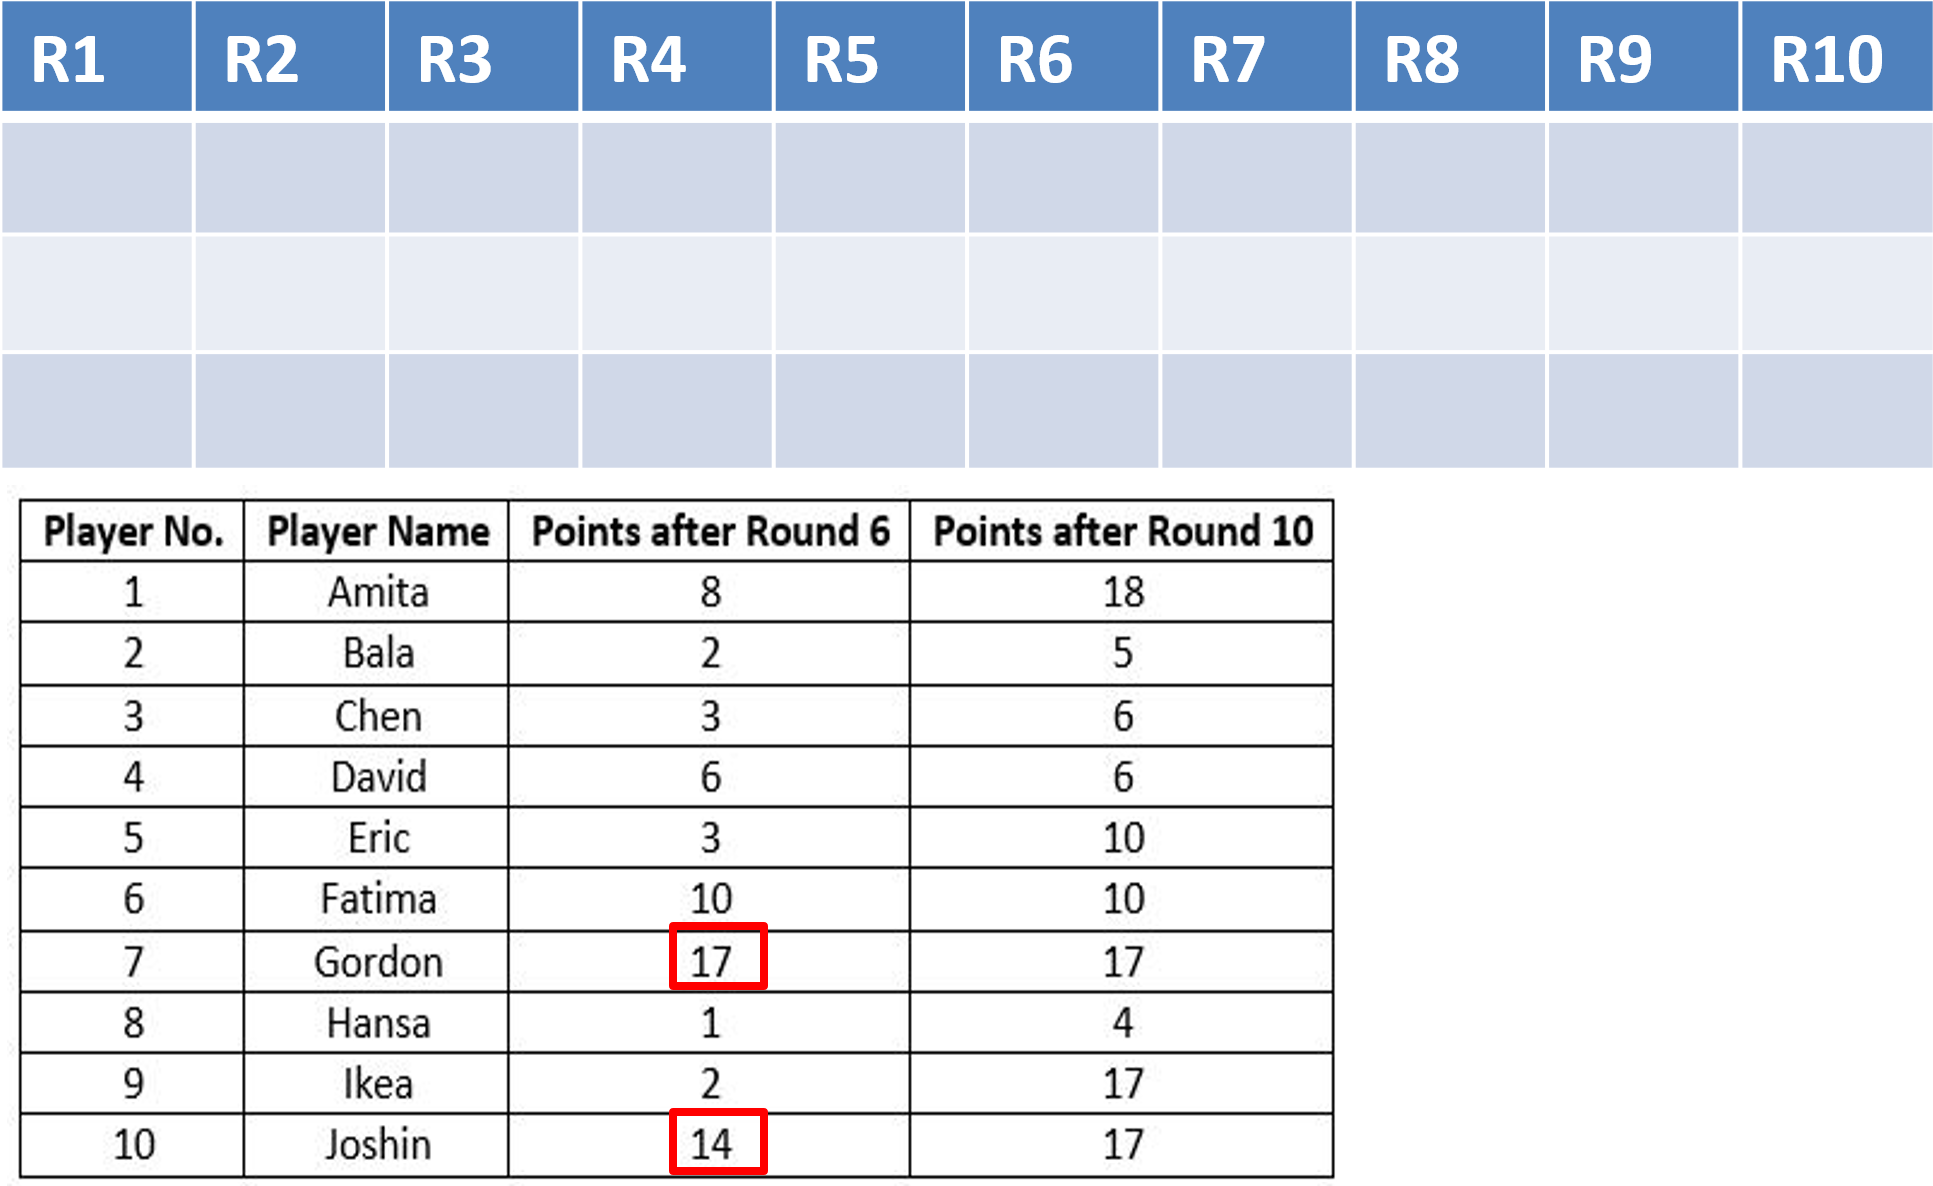 R1 R2 R3 R4 R5 R6 R7 R8 R9 R10
Player No. Player Name Points after Round 6 Points after Round 10
1 Amita 8 18
2 Bala 2 5
3 Chen 3 6
4 David 6 6
5 Eric 3 10
6 Fatima 10 10
7 Gordon 17 17
8 Hansa 1 4
9 Ikea 2 17
10 Joshin 14 17